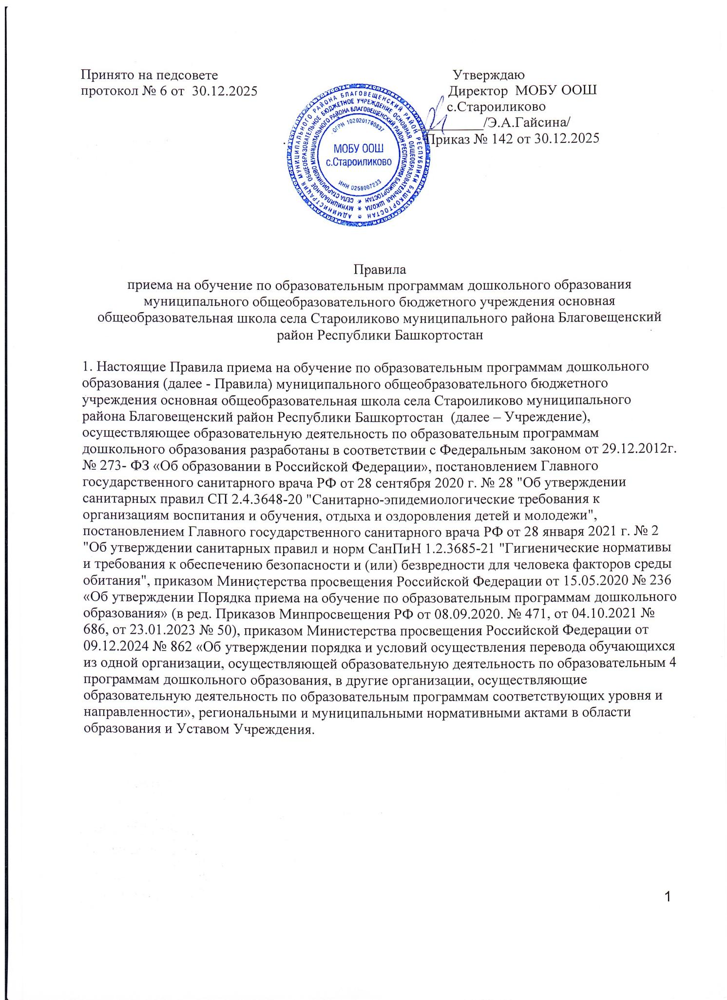 Принято на педсовете
протокол № 6 от 30.12.2025
Утверждаю
Директор МОБУ ООШ
с.Староиликово
_________/Э.А.Гайсина/
Приказ № 142 от 30.12.2025
АДМИНИСТРАЦИЯ МУНИЦИПАЛЬНОГО РАЙОНА БЛАГОВЕЩЕНСКИЙ РАЙОН РЕСПУБЛИКИ БАШКОРТОСТАН
МУНИЦИПАЛЬНОЕ ОБЩЕОБРАЗОВАТЕЛЬНОЕ БЮДЖЕТНОЕ УЧРЕЖДЕНИЕ ОСНОВНАЯ ОБЩЕОБРАЗОВАТЕЛЬНАЯ ШКОЛА
СЕЛА СТАРОИЛИКОВО МУНИЦИПАЛЬНОГО РАЙОНА БЛАГОВЕЩЕНСКИЙ РАЙОН РЕСПУБЛИКИ БАШКОРТОСТАН
ОГРН 1020201700837
МОБУ ООШ
с.Староиликово
ИНН 0258007233
Правила
приема на обучение по образовательным программам дошкольного образования
муниципального общеобразовательного бюджетного учреждения основная
общеобразовательная школа села Староиликово муниципального района Благовещенский
район Республики Башкортостан
1. Настоящие Правила приема на обучение по образовательным программам дошкольного
образования (далее - Правила) муниципального общеобразовательного бюджетного
учреждения основная общеобразовательная школа села Староиликово муниципального
района Благовещенский район Республики Башкортостан (далее – Учреждение),
осуществляющее образовательную деятельность по образовательным программам
дошкольного образования разработаны в соответствии с Федеральным законом от 29.12.2012г.
№ 273- ФЗ «Об образовании в Российской Федерации», постановлением Главного
государственного санитарного врача РФ от 28 сентября 2020 г. № 28 "Об утверждении
санитарных правил СП 2.4.3648-20 "Санитарно-эпидемиологические требования к
организациям воспитания и обучения, отдыха и оздоровления детей и молодежи",
постановлением Главного государственного санитарного врача РФ от 28 января 2021 г. № 2
"Об утверждении санитарных правил и норм СанПиН 1.2.3685-21 "Гигиенические нормативы
и требования к обеспечению безопасности и (или) безвредности для человека факторов среды
обитания", приказом Министерства просвещения Российской Федерации от 15.05.2020 № 236
«Об утверждении Порядка приема на обучение по образовательным программам дошкольного
образования» (в ред. Приказов Минпросвещения РФ от 08.09.2020. № 471, от 04.10.2021 №
686, от 23.01.2023 № 50), приказом Министерства просвещения Российской Федерации от
09.12.2024 № 862 «Об утверждении порядка и условий осуществления перевода обучающихся
из одной организации, осуществляющей образовательную деятельность по образовательным 4
программам дошкольного образования, в другие организации, осуществляющие
образовательную деятельность по образовательным программам соответствующих уровня и
направленности», региональными и муниципальными нормативными актами в области
образования и Уставом Учреждения.
1